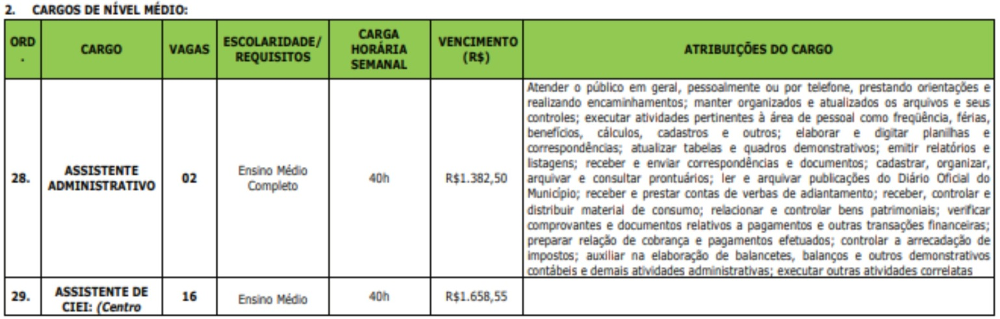 2. CARGOS DE NÍVEL MÉDIO:
ORD
.
CARGO
VAGAS
ESCOLARIDADE/
REQUISITOS
CARGA
HORÁRIA
SEMANAL
VENCIMENTO
(R$)
ATRIBUIÇÕES DO CARGO
28.
ASSISTENTE
ADMINISTRATIVO
02
Ensino Médio
Completo
40h
R$1.382,50
Atender o público em geral, pessoalmente ou por telefone, prestando orientações e
realizando encaminhamentos; manter organizados e atualizados os arquivos e seus
controles; executar atividades pertinentes à área de pessoal como freqüência, férias,
benefícios, cálculos, cadastros e outros; elaborar e digitar planilhas e
correspondências; atualizar tabelas e quadros demonstrativos; emitir relatórios e
listagens; receber e enviar correspondências e documentos; cadastrar, organizar,
arquivar e consultar prontuários; ler e arquivar publicações do Diário Oficial do
Município; receber e prestar contas de verbas de adiantamento; receber, controlar e
distribuir material de consumo; relacionar e controlar bens patrimoniais; verificar
comprovantes e documentos relativos a pagamentos e outras transações financeiras;
preparar relação de cobrança e pagamentos efetuados; controlar a arrecadação de
impostos; auxiliar na elaboração de balancetes, balanços e outros demonstrativos
contábeis e demais atividades administrativas; executar outras atividades correlatas
29.
ASSISTENTE DE
CIEI: (Centro
16
Ensino Médio
40h
R$1.658,55